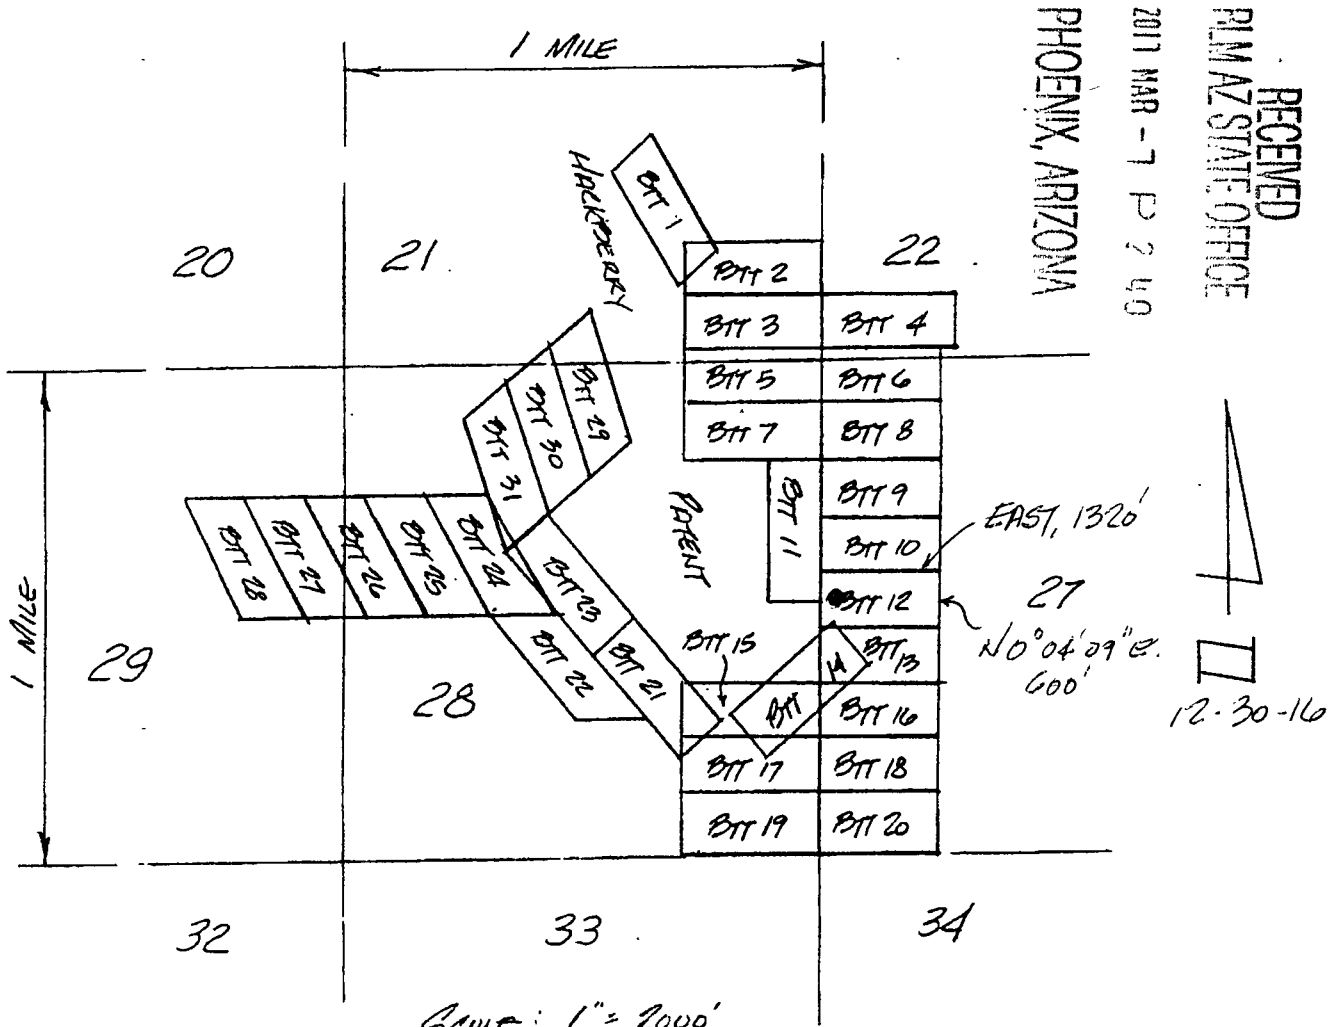 1 MILE
RECEIVED
BLM AZ STATE OFFICE
2017 MAR -7 P 2 40
PHOENIX, ARIZONA
20
21
22
HACKBERRY
BTT 1
BTT 2
BTT 3
BTT 4
BTT 5
BTT 6
BTT 7
BTT 8
BTT 29
BTT 30
BTT 31
BTT 9
BTT 11
PATENT
BTT 10
EAST, 1320'
BTT 28
BTT 27
BTT 26
BTT 25
BTT 24
BTT 23
BTT 12
27
N 0° 04' 09" E.
600'
1 MILE
29
28
BTT 22
BTT 21
BTT 15
BTT 14
BTT 13
BTT 16
12-30-16
BTT 17
BTT 18
BTT 19
BTT 20
32
33
34
SCALE: 1" = 2000'